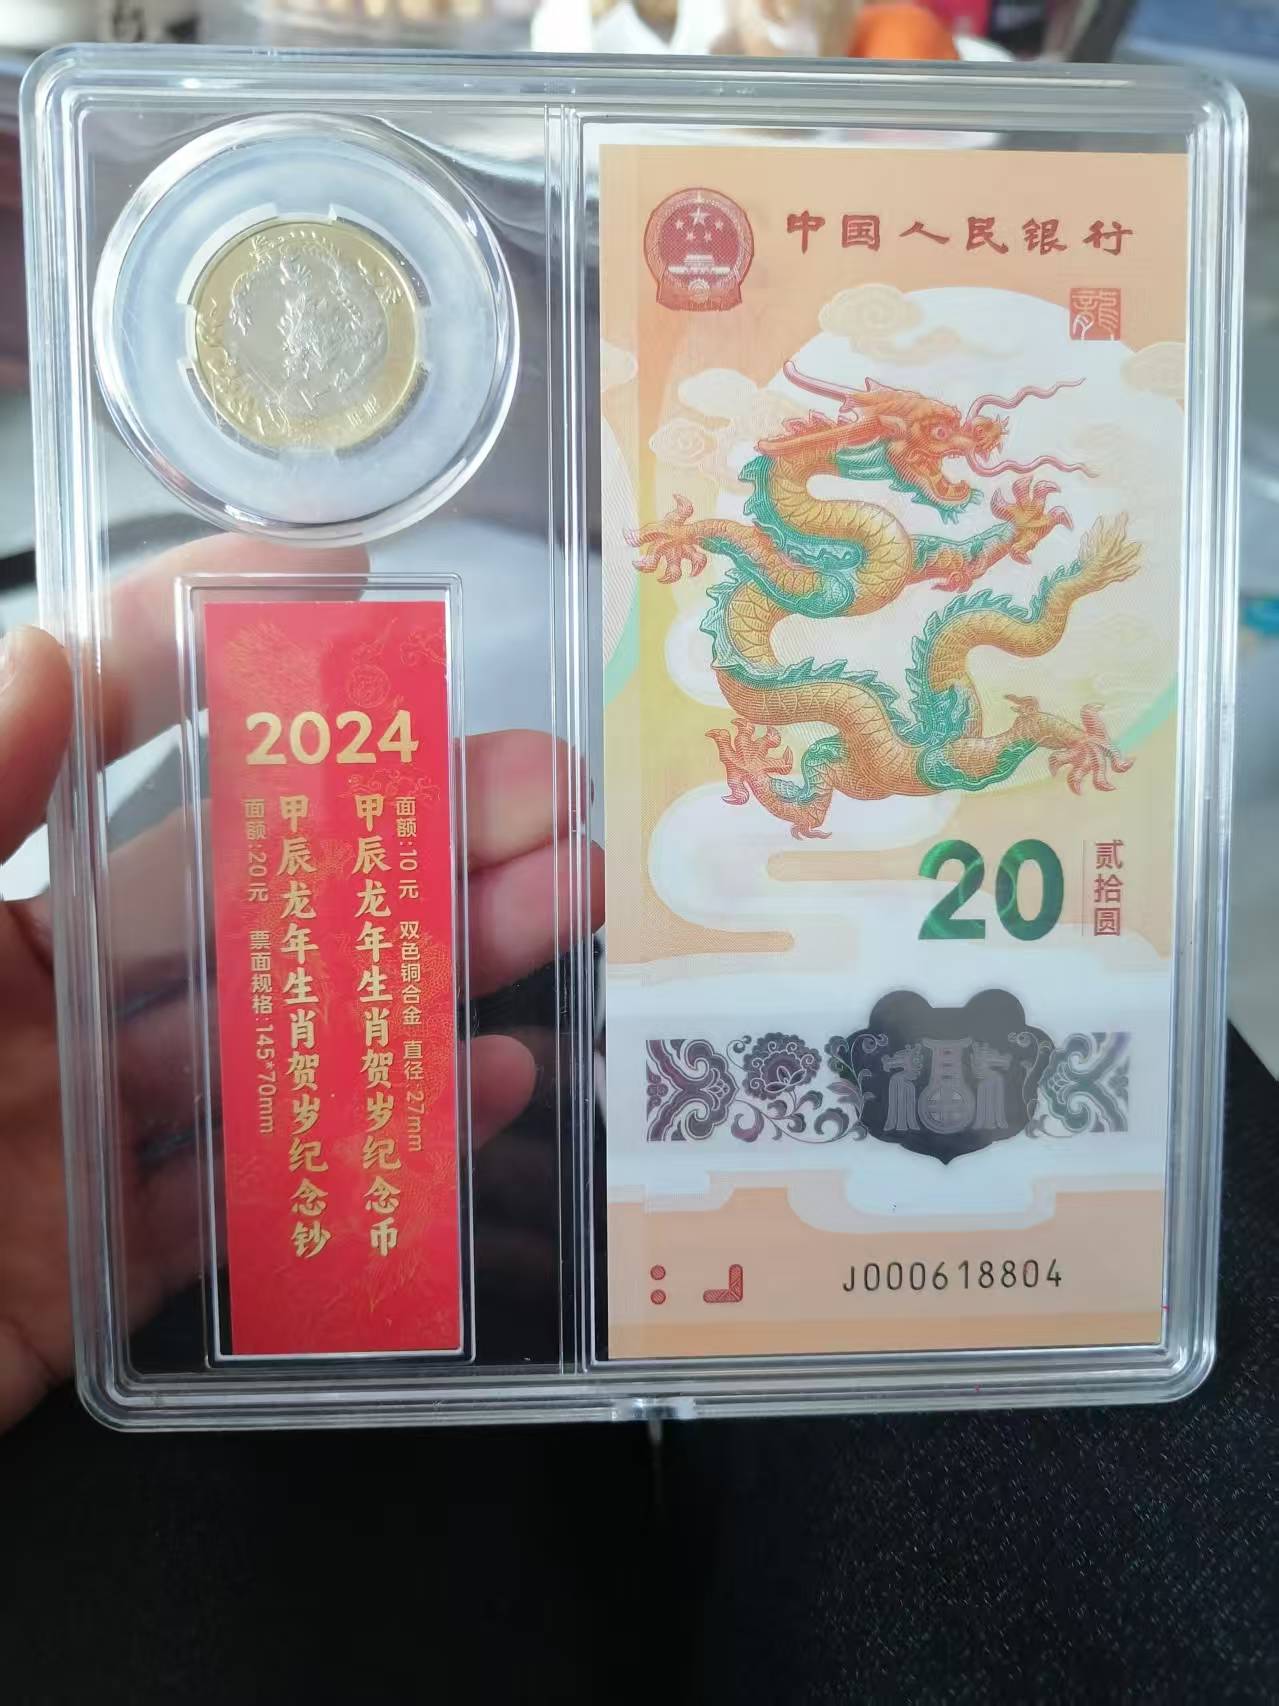 中国人民银行
龍
2024
面额:10元 双色铜合金 直径:27mm
甲辰龙年生肖贺岁纪念币
甲辰龙年生肖贺岁纪念钞
面额:20元 票面规格:145*70mm
20
贰拾圆
福
J000618804